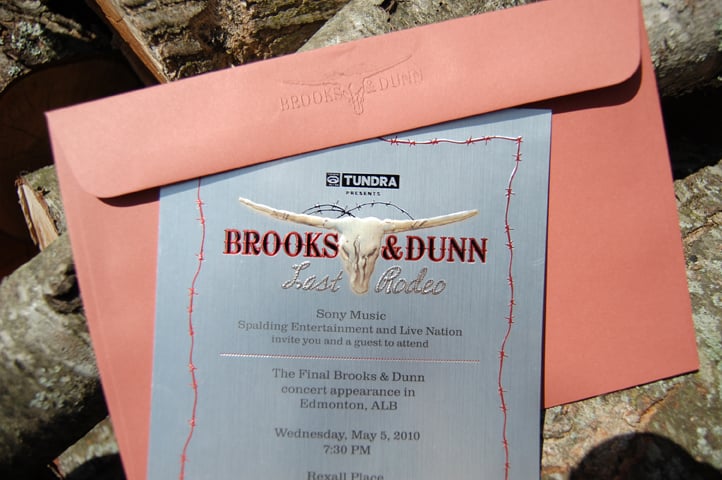 BROOKS & DUNN
TUNDRA
PRESENTS
BROOKS & DUNN
Last Rodeo
Sony Music
Spalding Entertainment and Live Nation
invite you and a guest to attend
The Final Brooks & Dunn
concert appearance in
Edmonton, ALB
Wednesday, May 5, 2010
7:30 PM
Rexall Place